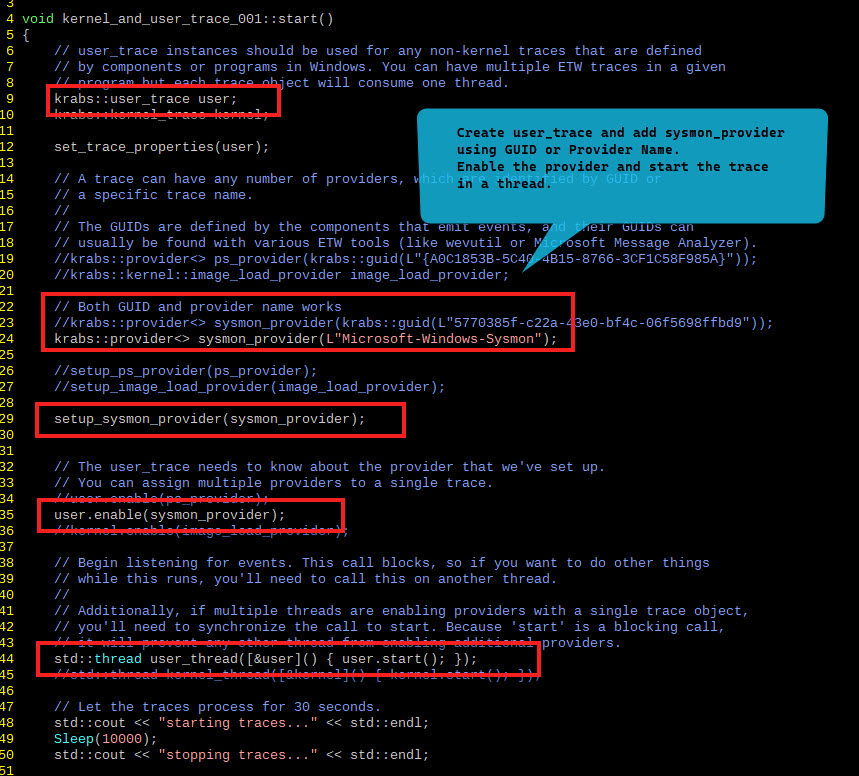 3
4 void kernel_and_user_trace_001::start()
5 {
6     // user_trace instances should be used for any non-kernel traces that are defined
7     // by components or programs in Windows. You can have multiple ETW traces in a given
8     // program but each trace object will consume one thread.
9     krabs::user_trace user;
10     krabs::kernel_trace kernel;
11
12     set_trace_properties(user);
13
14     // A trace can have any number of providers, which are identified by GUID or
15     // a specific trace name.
16     //
17     // The GUIDs are defined by the components that emit events, and their GUIDs can
18     // usually be found with various ETW tools (like wevutil or Microsoft Message Analyzer).
19     //krabs::provider<> ps_provider(krabs::guid(L"{A0C1853B-5C40-4B15-8766-3CF1C58F985A}"));
20     //krabs::kernel::image_load_provider image_load_provider;
21
22     // Both GUID and provider name works
23     //krabs::provider<> sysmon_provider(krabs::guid(L"5770385f-c22a-43e0-bf4c-06f5698ffbd9"));
24     krabs::provider<> sysmon_provider(L"Microsoft-Windows-Sysmon");
25
26     //setup_ps_provider(ps_provider);
27     //setup_image_load_provider(image_load_provider);
28
29     setup_sysmon_provider(sysmon_provider);
30
31
32     // The user_trace needs to know about the provider that we've set up.
33     // You can assign multiple providers to a single trace.
34     //user.enable(ps_provider);
35     user.enable(sysmon_provider);
36     //kernel.enable(image_load_provider);
37
38     // Begin listening for events. This call blocks, so if you want to do other things
39     // while this runs, you'll need to call this on another thread.
40     //
41     // Additionally, if multiple threads are enabling providers with a single trace object,
42     // you'll need to synchronize the call to start. Because 'start' is a blocking call,
43     // it will prevent any other thread from enabling additional providers.
44     std::thread user_thread([&user]() { user.start(); });
45     //std::thread kernel_thread([&kernel]() { kernel.start(); });
46
47     // Let the traces process for 30 seconds.
48     std::cout << "starting traces..." << std::endl;
49     Sleep(10000);
50     std::cout << "stopping traces..." << std::endl;
51
Create user_trace and add sysmon_provider
using GUID or Provider Name.
Enable the provider and start the trace
in a thread.